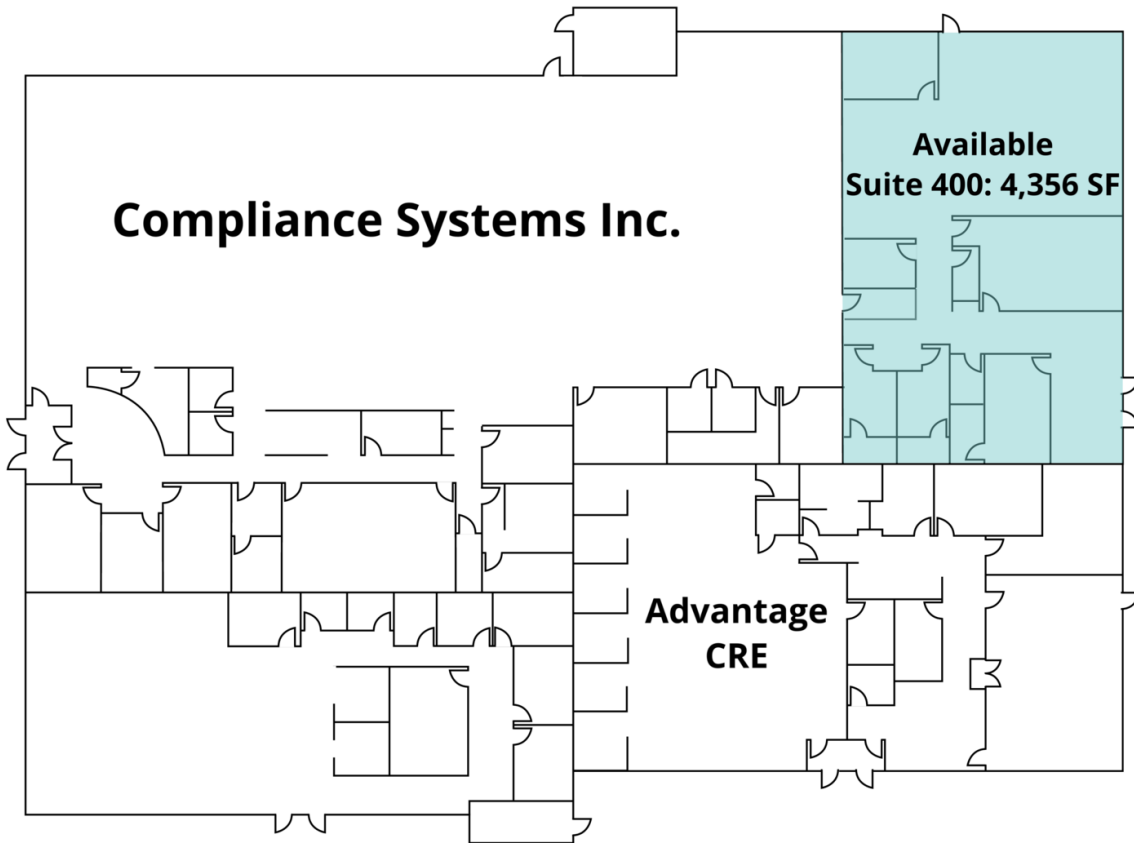 Available
Suite 400: 4,356 SF
Compliance Systems Inc.
Advantage
CRE